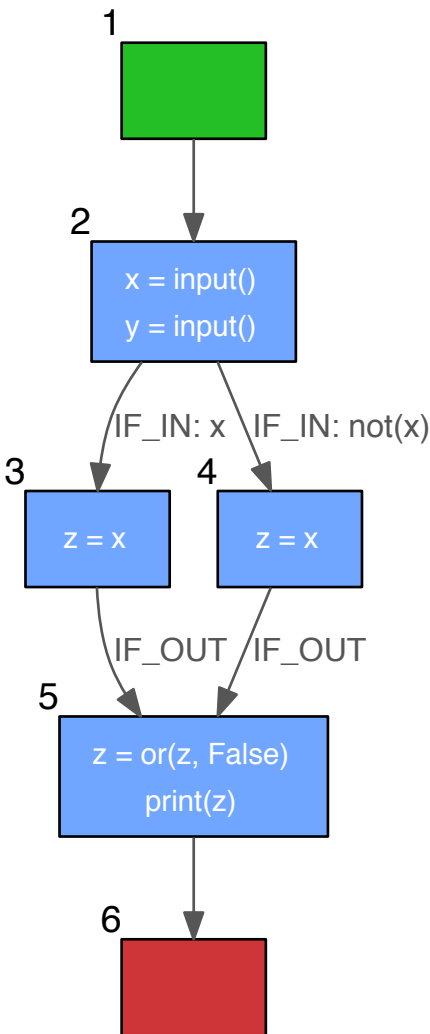 1
2
x = input()
y = input()
IF_IN: x
IF_IN: not(x)
3
4
z = x
z = x
IF_OUT
IF_OUT
5
z = or(z, False)
print(z)
6